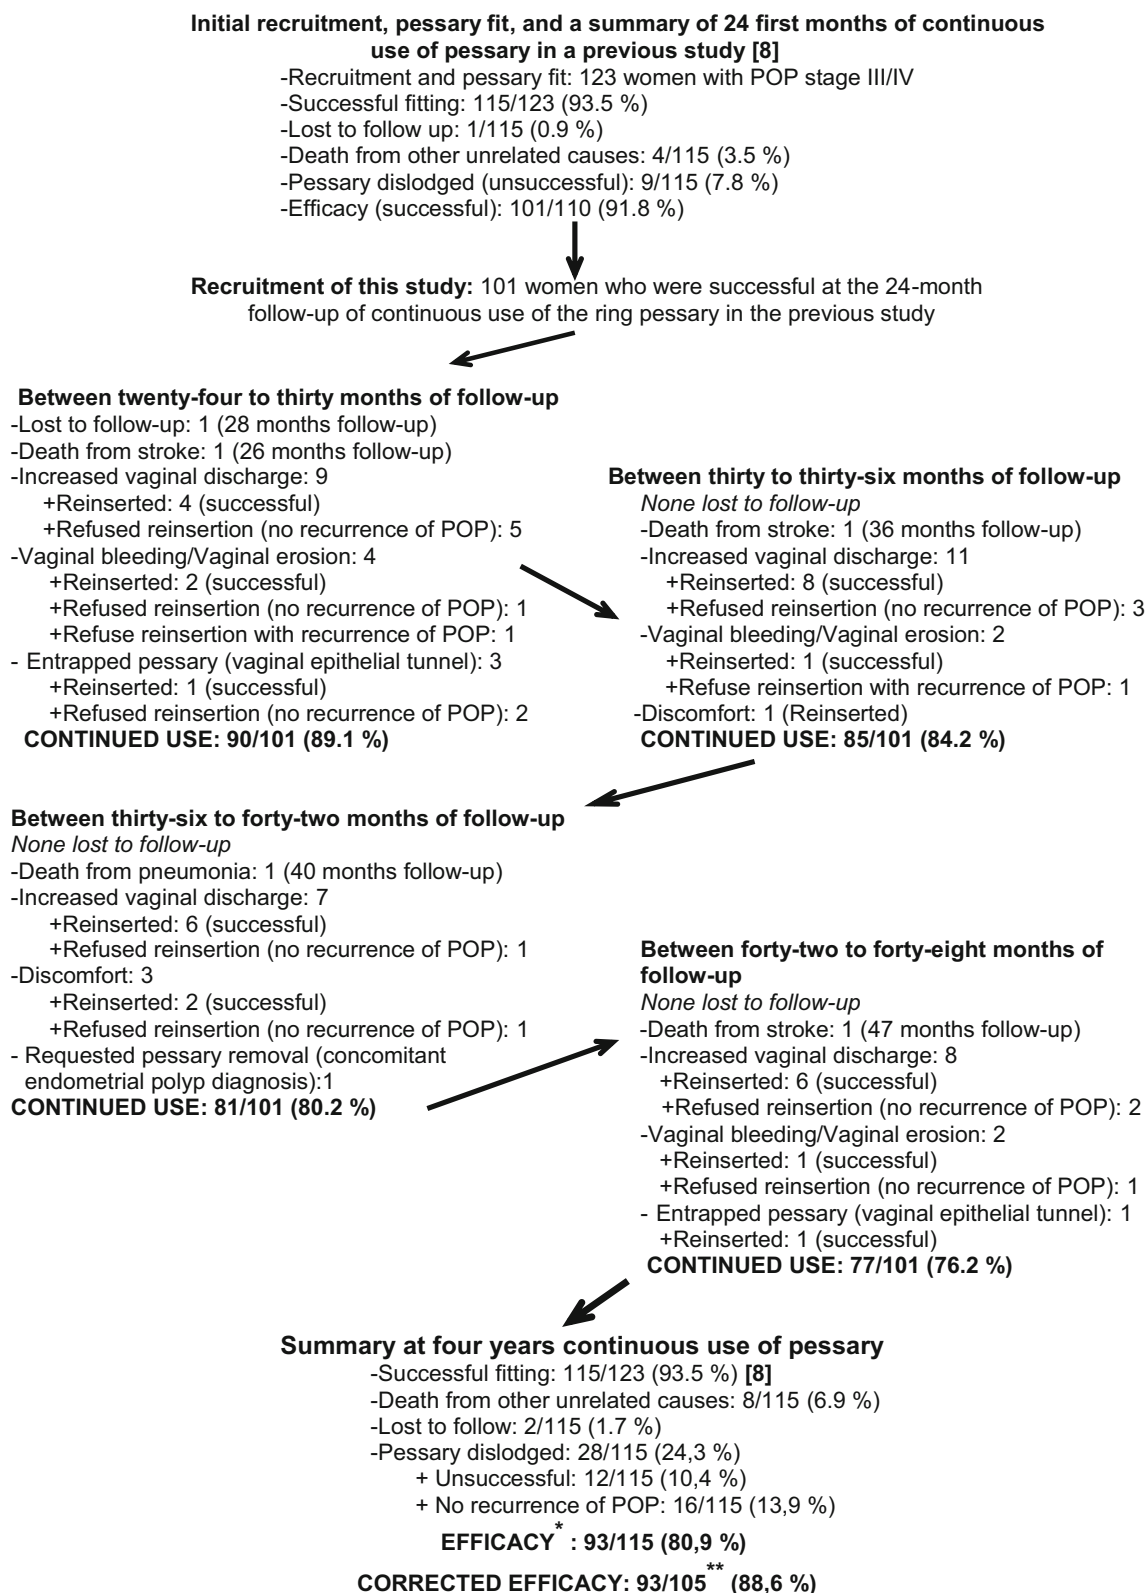 Initial recruitment, pessary fit, and a summary of 24 first months of continuous
use of pessary in a previous study [8]
-Recruitment and pessary fit: 123 women with POP stage III/IV
-Successful fitting: 115/123 (93.5 %)
-Lost to follow up: 1/115 (0.9 %)
-Death from other unrelated causes: 4/115 (3.5 %)
-Pessary dislodged (unsuccessful): 9/115 (7.8 %)
-Efficacy (successful): 101/110 (91.8 %)
Recruitment of this study: 101 women who were successful at the 24-month
follow-up of continuous use of the ring pessary in the previous study
Between twenty-four to thirty months of follow-up
-Lost to follow-up: 1 (28 months follow-up)
-Death from stroke: 1 (26 months follow-up)
-Increased vaginal discharge: 9
+Reinserted: 4 (successful)
+Refused reinsertion (no recurrence of POP): 5
-Vaginal bleeding/Vaginal erosion: 4
+Reinserted: 2 (successful)
+Refused reinsertion (no recurrence of POP): 1
+Refuse reinsertion with recurrence of POP: 1
- Entrapped pessary (vaginal epithelial tunnel): 3
+Reinserted: 1 (successful)
+Refused reinsertion (no recurrence of POP): 2
CONTINUED USE: 90/101 (89.1 %)
Between thirty to thirty-six months of follow-up
None lost to follow-up
-Death from stroke: 1 (36 months follow-up)
-Increased vaginal discharge: 11
+Reinserted: 8 (successful)
+Refused reinsertion (no recurrence of POP): 3
-Vaginal bleeding/Vaginal erosion: 2
+Reinserted: 1 (successful)
+Refuse reinsertion with recurrence of POP: 1
-Discomfort: 1 (Reinserted)
CONTINUED USE: 85/101 (84.2 %)
Between thirty-six to forty-two months of follow-up
None lost to follow-up
-Death from pneumonia: 1 (40 months follow-up)
-Increased vaginal discharge: 7
+Reinserted: 6 (successful)
+Refused reinsertion (no recurrence of POP): 1
-Discomfort: 3
+Reinserted: 2 (successful)
+Refused reinsertion (no recurrence of POP): 1
- Requested pessary removal (concomitant
endometrial polyp diagnosis):1
CONTINUED USE: 81/101 (80.2 %)
Between forty-two to forty-eight months of
follow-up
None lost to follow-up
-Death from stroke: 1 (47 months follow-up)
-Increased vaginal discharge: 8
+Reinserted: 6 (successful)
+Refused reinsertion (no recurrence of POP): 2
-Vaginal bleeding/Vaginal erosion: 2
+Reinserted: 1 (successful)
+Refused reinsertion (no recurrence of POP): 1
- Entrapped pessary (vaginal epithelial tunnel): 1
+Reinserted: 1 (successful)
CONTINUED USE: 77/101 (76.2 %)
Summary at four years continuous use of pessary
-Successful fitting: 115/123 (93.5 %) [8]
-Death from other unrelated causes: 8/115 (6.9 %)
-Lost to follow: 2/115 (1.7 %)
-Pessary dislodged: 28/115 (24,3 %)
+ Unsuccessful: 12/115 (10,4 %)
+ No recurrence of POP: 16/115 (13,9 %)
EFFICACY* : 93/115 (80,9 %)
CORRECTED EFFICACY: 93/105** (88,6 %)